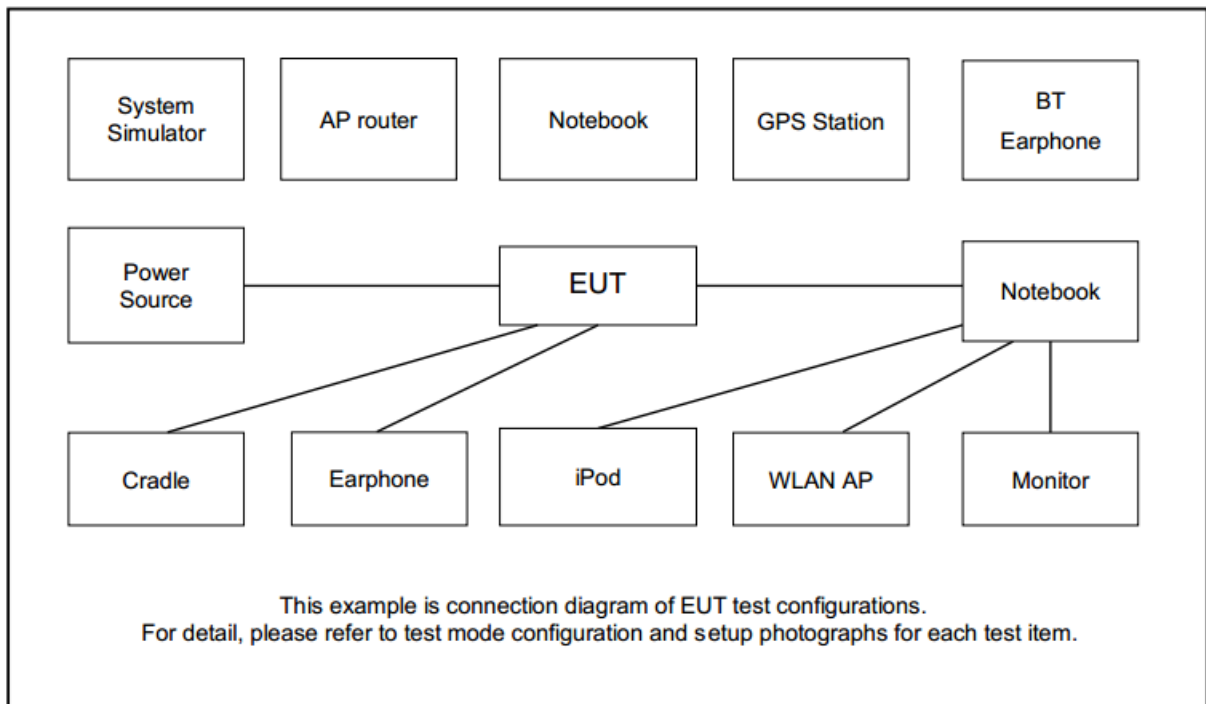 System
Simulator
AP router
Notebook
GPS Station
BT
Earphone
Power
Source
EUT
Notebook
Cradle
Earphone
iPod
WLAN AP
Monitor
This example is connection diagram of EUT test configurations.
For detail, please refer to test mode configuration and setup photographs for each test item.